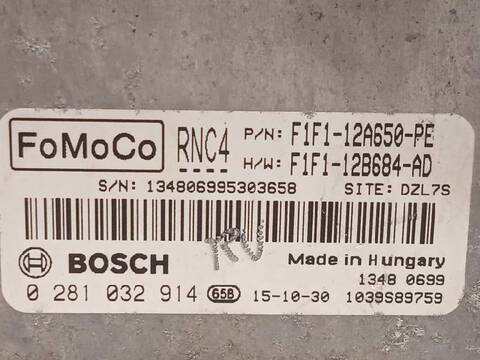 FoMoCo RNC4 P/N: F1F1-12A650-PE
H/W: F1F1-12B684-AD
S/N: 134806995303658 SITE: DZL7S
BOSCH Made in Hungary
1348 0699
0 281 032 914 65B 15-10-30 1039S89759